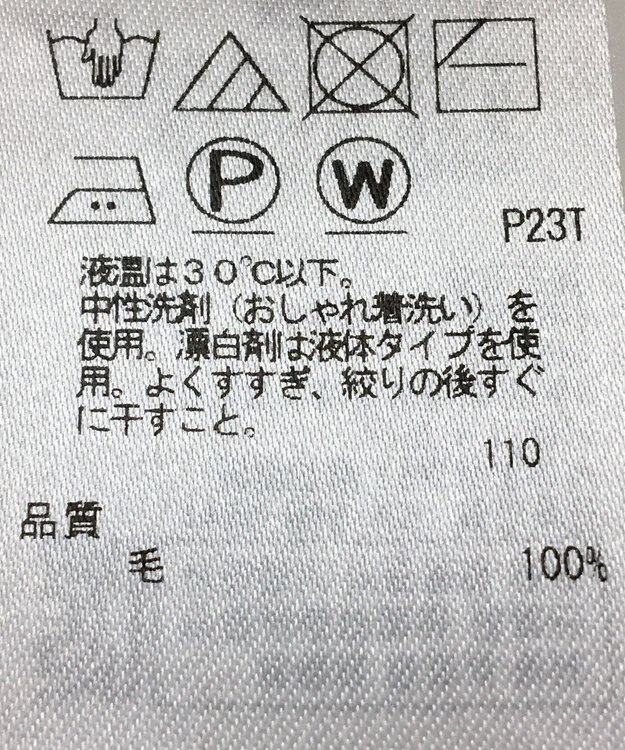 P W
P23T
液温は30℃以下。
中性洗剤(おしゃれ着洗い)を
使用。漂白剤は液体タイプを使
用。よくすすぎ、絞りの後すぐ
に干すこと。
110
品質
毛 100%